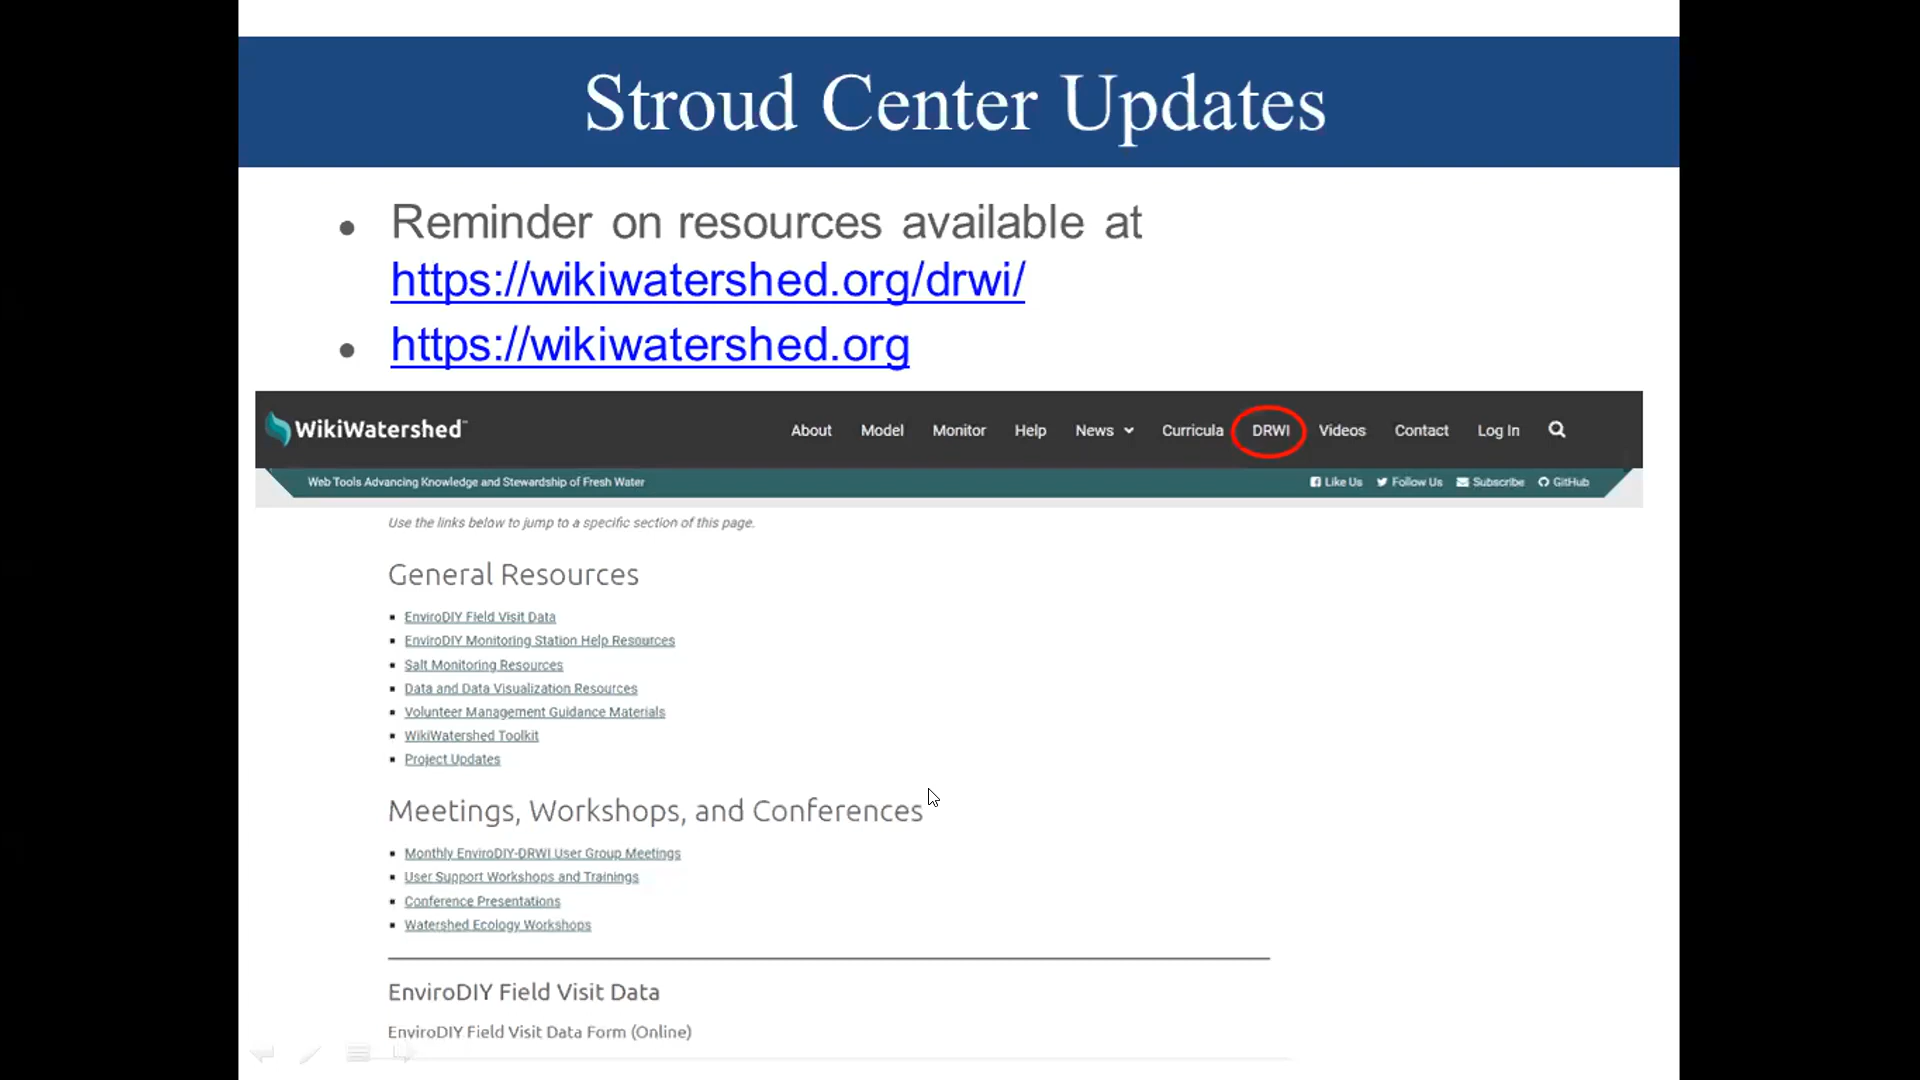 Stroud Center Updates
Reminder on resources available at
https://wikiwatershed.org/drwi/
https://wikiwatershed.org
WikiWatershed™ About Model Monitor Help News Curricula DRWI Videos Contact Log In
Web Tools Advancing Knowledge and Stewardship of Fresh Water Like Us Follow Us Subscribe GitHub
Use the links below to jump to a specific section of this page.
General Resources
EnviroDIY Field Visit Data
EnviroDIY Monitoring Station Help Resources
Salt Monitoring Resources
Data and Data Visualization Resources
Volunteer Management Guidance Materials
WikiWatershed Toolkit
Project Updates
Meetings, Workshops, and Conferences
Monthly EnviroDIY-DRWI User Group Meetings
User Support Workshops and Trainings
Conference Presentations
Watershed Ecology Workshops
EnviroDIY Field Visit Data
EnviroDIY Field Visit Data Form (Online)